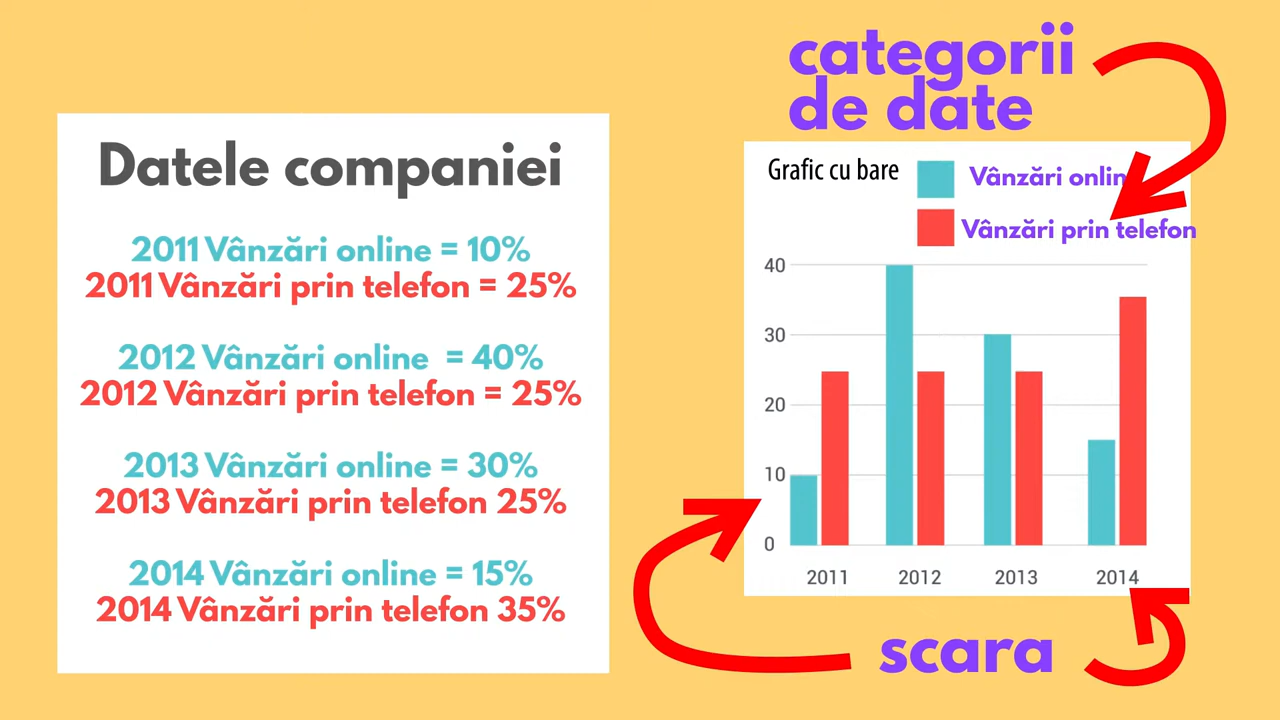 categorii
de date
Datele companiei
2011 Vânzări online = 10%
2011 Vânzări prin telefon = 25%
2012 Vânzări online = 40%
2012 Vânzări prin telefon = 25%
2013 Vânzări online = 30%
2013 Vânzări prin telefon 25%
2014 Vânzări online = 15%
2014 Vânzări prin telefon 35%
Grafic cu bare
Vânzări onlin
Vânzări prin telefon
40
30
20
10
0
2011 2012 2013 2014
scara